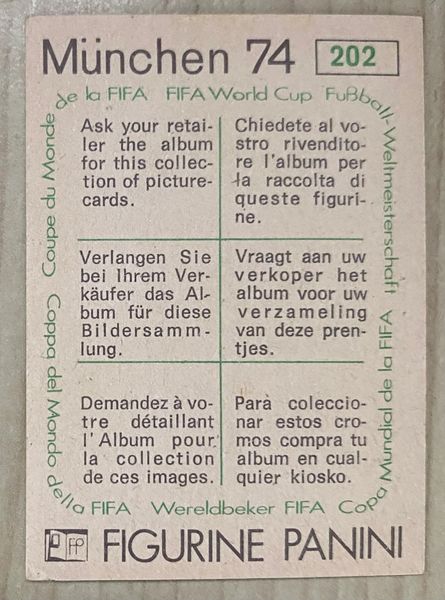 München 74
202
Coupe du Monde de la FIFA
FIFA World Cup
Fußball-Weltmeisterschaft
Ask your retai-
ler the album
for this collec-
tion of picture-
cards.
Chiedete al vo-
stro rivendito-
re l'album per
la raccolta di
queste figuri-
ne.
Verlangen Sie
bei Ihrem Ver-
käufer das Al-
bum für diese
Bildersamm-
lung.
Vraagt aan uw
verkoper het
album voor uw
verzameling
van deze pren-
tjes.
Demandez à vo-
tre détaillant
l'Album pour
la collection
de ces images.
Parà coleccio-
nar estos cro-
mos compra tu
album en cual-
quier kiosko.
Coppa del Mondo della FIFA
Wereldbeker FIFA
Copa Mundial de la FIFA
FP
FIGURINE PANINI